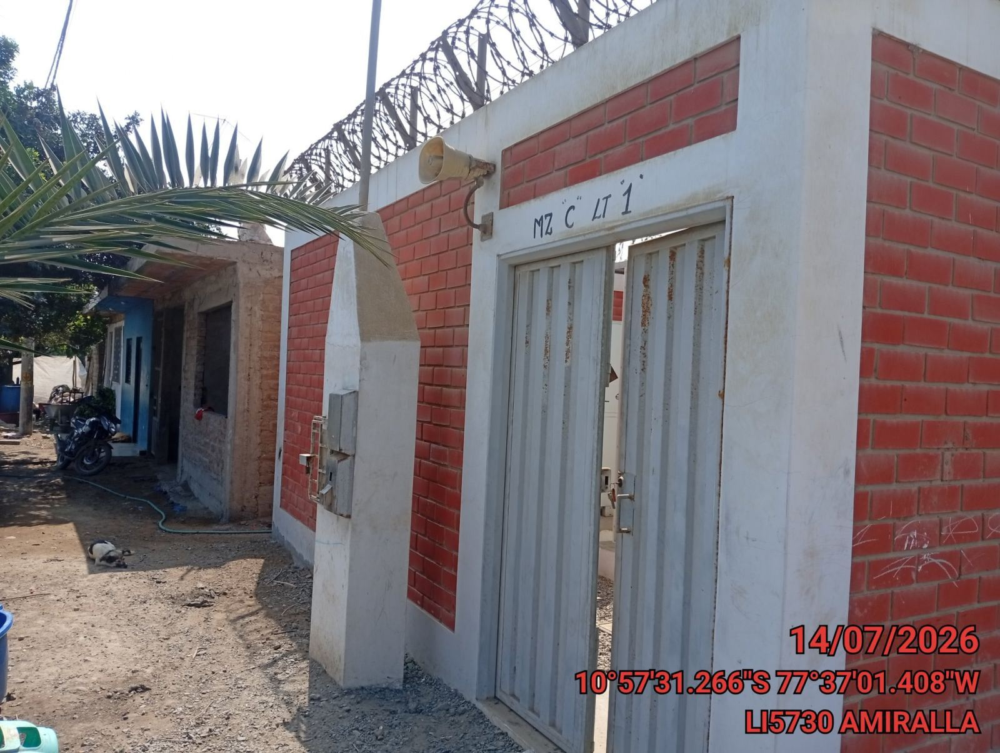 MZ "C" LT "1"
14/07/2026
10°57'31.266"S 77°37'01.408"W
LI5730 AMIRALLA